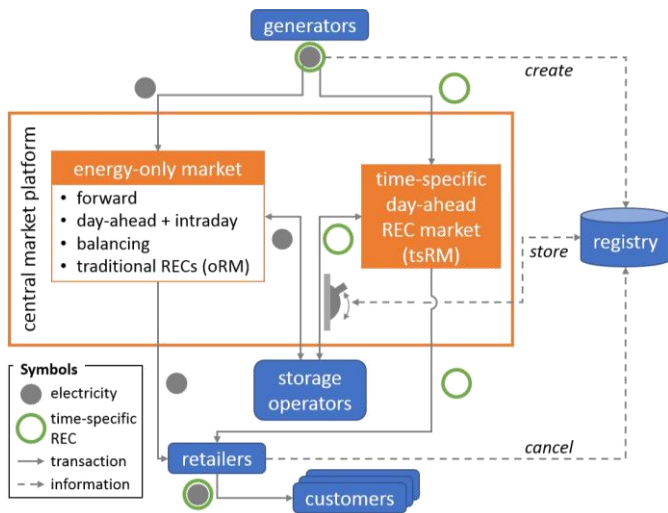 generators
create
central market platform
energy-only market
• forward
• day-ahead + intraday
• balancing
• traditional RECs (oRM)
time-specific
day-ahead
REC market
(tsRM)
registry
store
Symbols
electricity
time-specific
REC
transaction
information
storage
operators
retailers
cancel
customers